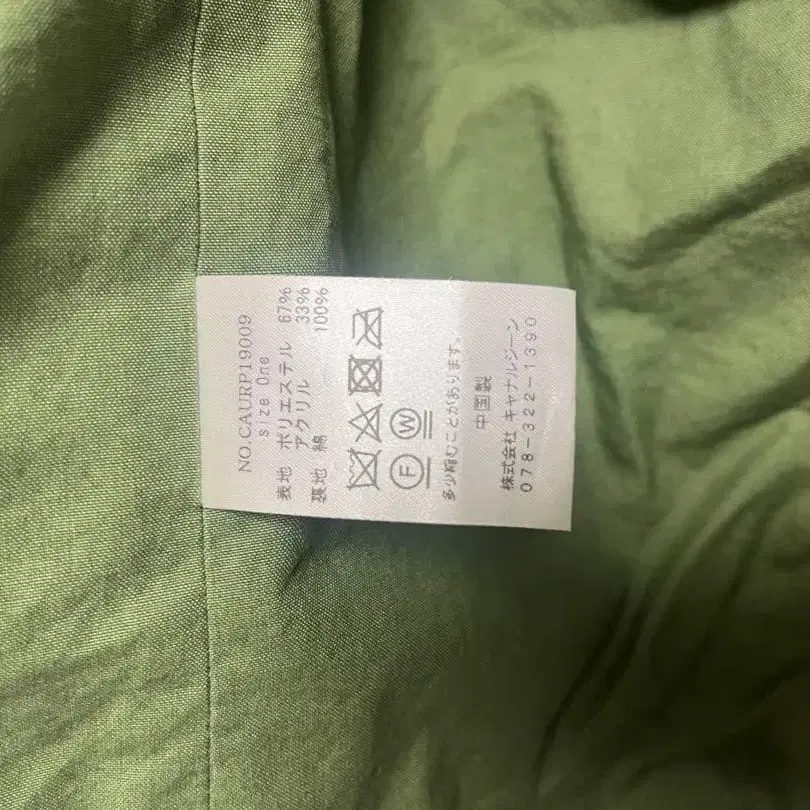 NO.CAURP19009
size One
表地 ポリエステル 67%
アクリル 33%
裏地 綿 100%
F W
多少縮むことがあります。
中国製
株式会社 キャナルジーン
078-322-1390